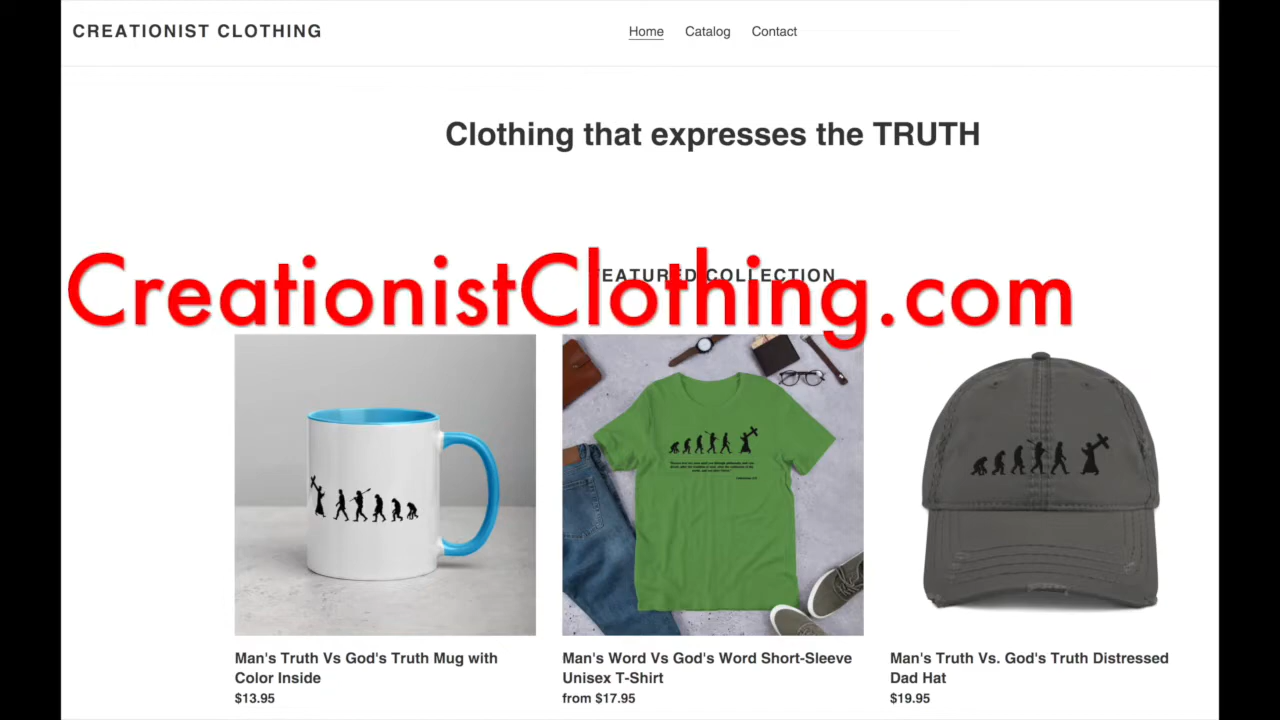 CREATIONIST CLOTHING
Home Catalog Contact
Clothing that expresses the TRUTH
FEATURED COLLECTION
CreationistClothing.com
Man's Truth Vs God's Truth Mug with
Color Inside
$13.95
Man's Word Vs God's Word Short-Sleeve
Unisex T-Shirt
from $17.95
Man's Truth Vs. God's Truth Distressed
Dad Hat
$19.95